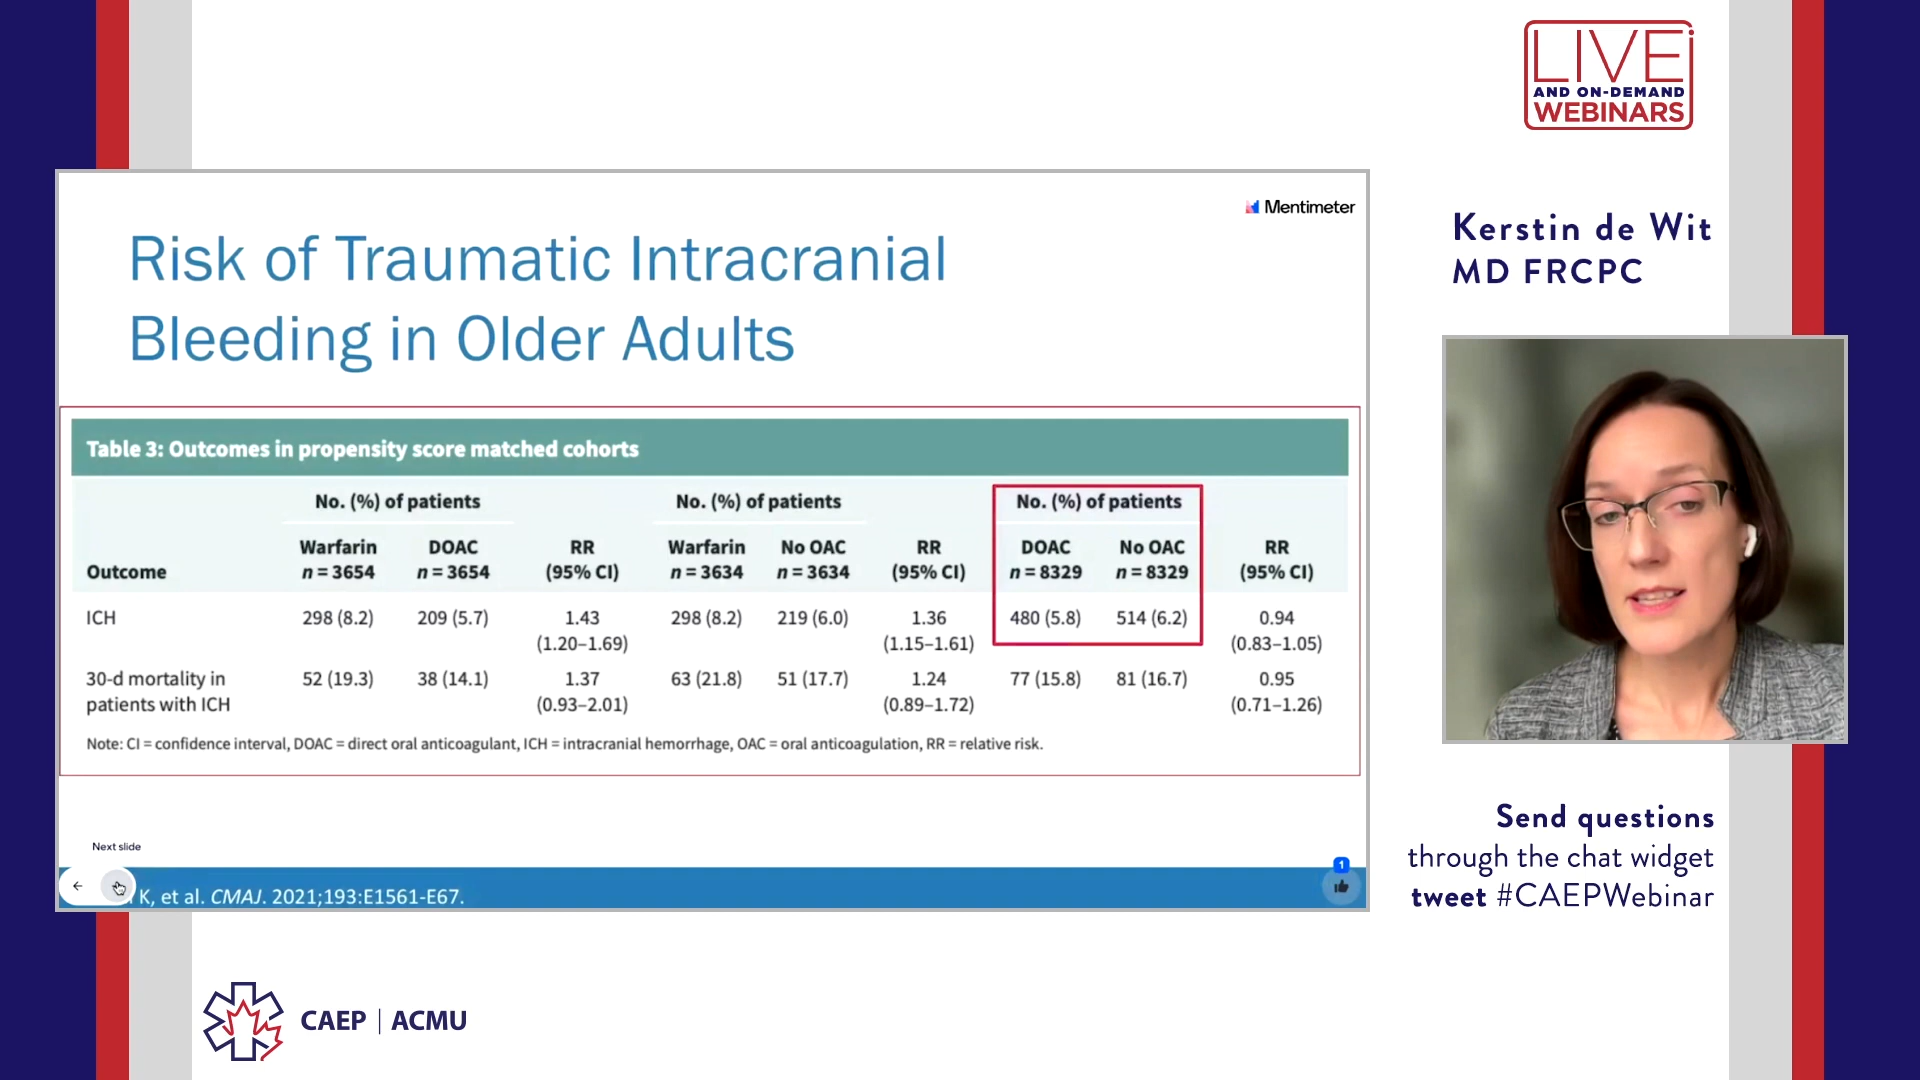 LIVE
AND ON-DEMAND
WEBINARS
Mentimeter
Risk of Traumatic Intracranial
Bleeding in Older Adults
Kerstin de Wit
MD FRCPC
Table 3: Outcomes in propensity score matched cohorts
No. (%) of patients No. (%) of patients No. (%) of patients
Warfarin DOAC RR Warfarin No OAC RR DOAC No OAC RR
Outcome n = 3654 n = 3654 (95% CI) n = 3634 n = 3634 (95% CI) n = 8329 n = 8329 (95% CI)
ICH 298 (8.2) 209 (5.7) 1.43 298 (8.2) 219 (6.0) 1.36 480 (5.8) 514 (6.2) 0.94
(1.20–1.69) (1.15–1.61) (0.83–1.05)
30-d mortality in 52 (19.3) 38 (14.1) 1.37 63 (21.8) 51 (17.7) 1.24 77 (15.8) 81 (16.7) 0.95
patients with ICH (0.93–2.01) (0.89–1.72) (0.71–1.26)
Note: CI = confidence interval, DOAC = direct oral anticoagulant, ICH = intracranial hemorrhage, OAC = oral anticoagulation, RR = relative risk.
Next slide
1
K, et al. CMAJ. 2021;193:E1561-E67.
Send questions
through the chat widget
tweet #CAEPWebinar
CAEP | ACMU